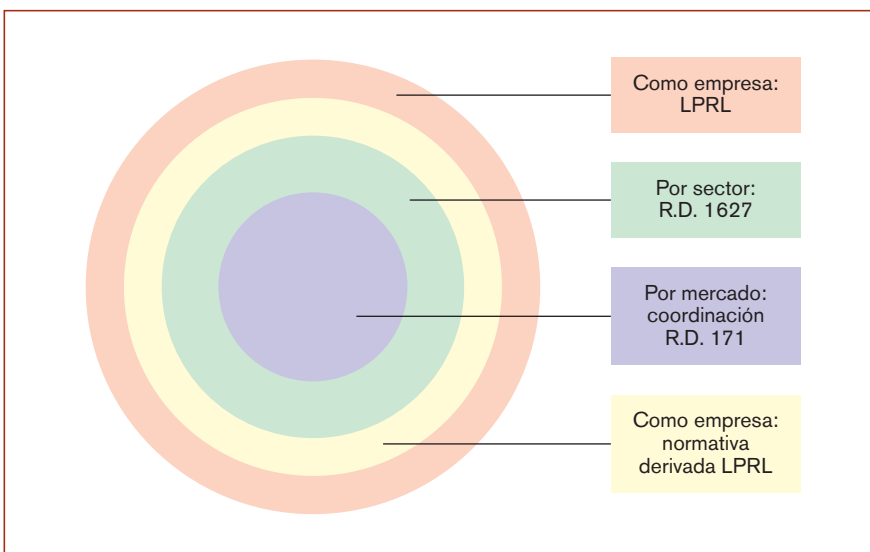 Como empresa:
LPRL
Por sector:
R.D. 1627
Por mercado:
coordinación
R.D. 171
Como empresa:
normativa
derivada LPRL